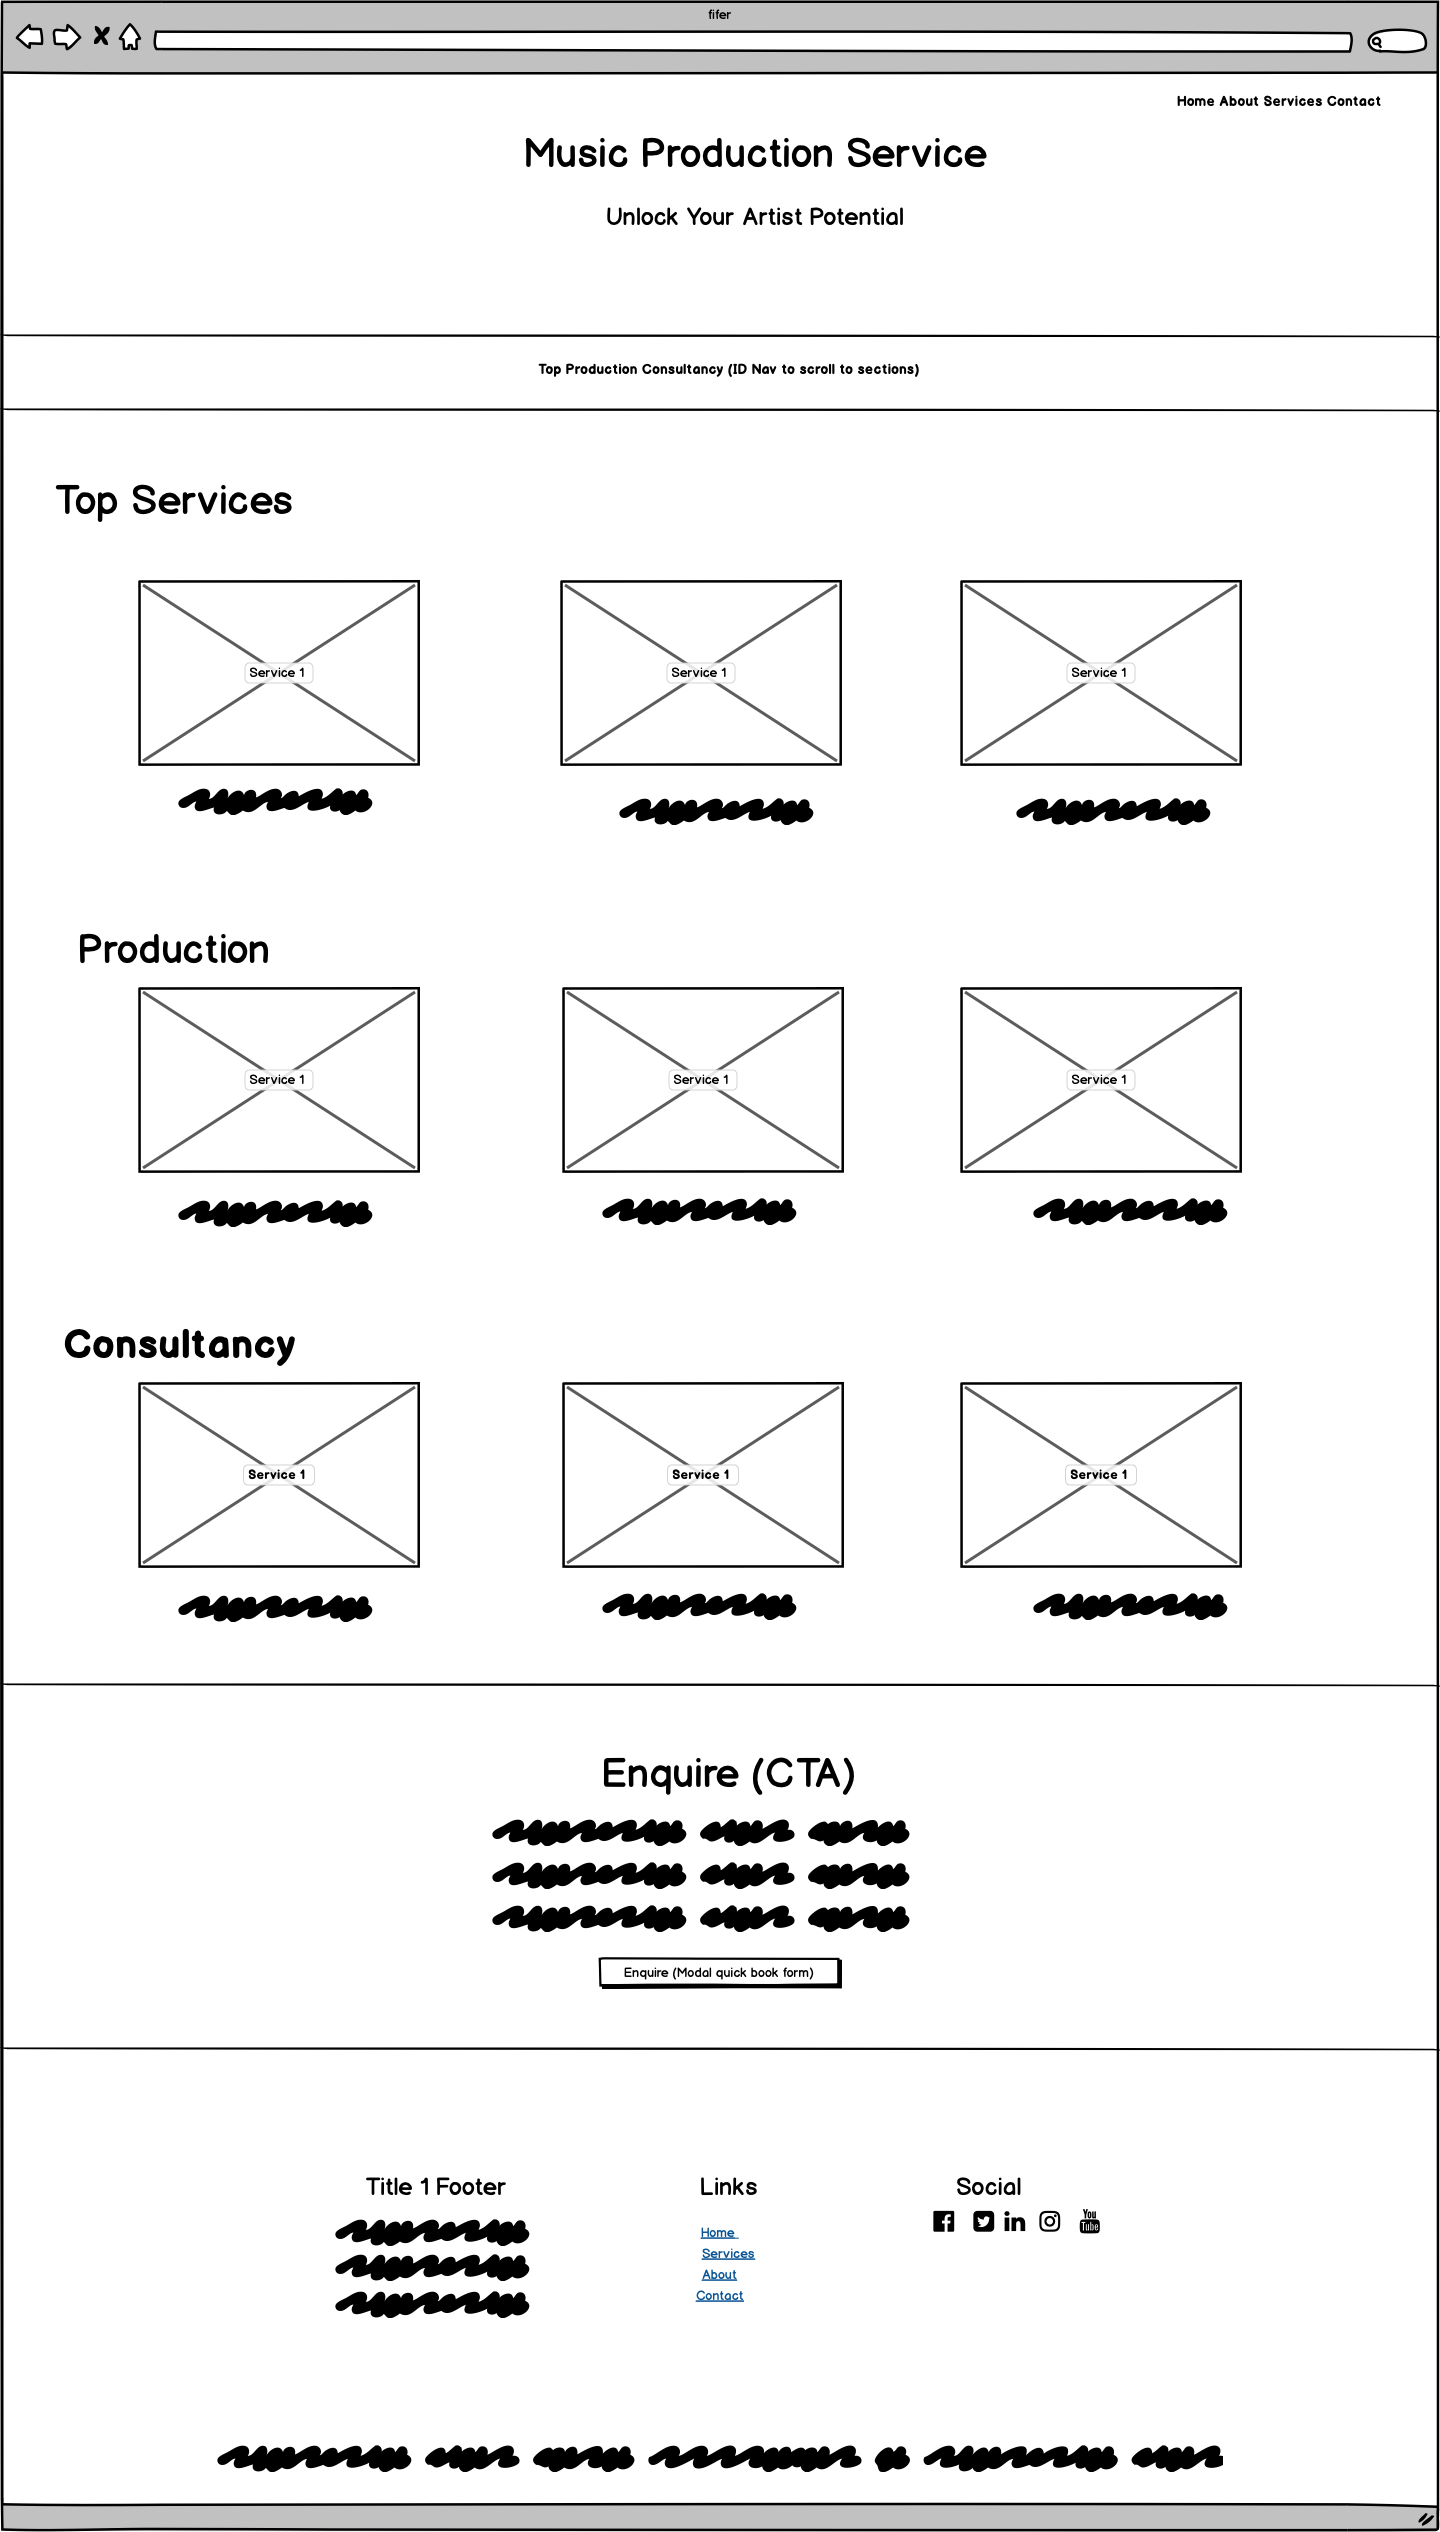 fifer
Home About Services Contact
Music Production Service
Unlock Your Artist Potential
Top Production Consultancy (ID Nav to scroll to sections)
Top Services
Service 1
Service 1
Service 1
Production
Service 1
Service 1
Service 1
Consultancy
Service 1
Service 1
Service 1
Enquire (CTA)
Enquire (Modal quick book form)
Title 1 Footer
Links
Social
Home
Services
About
Contact
You
Tube